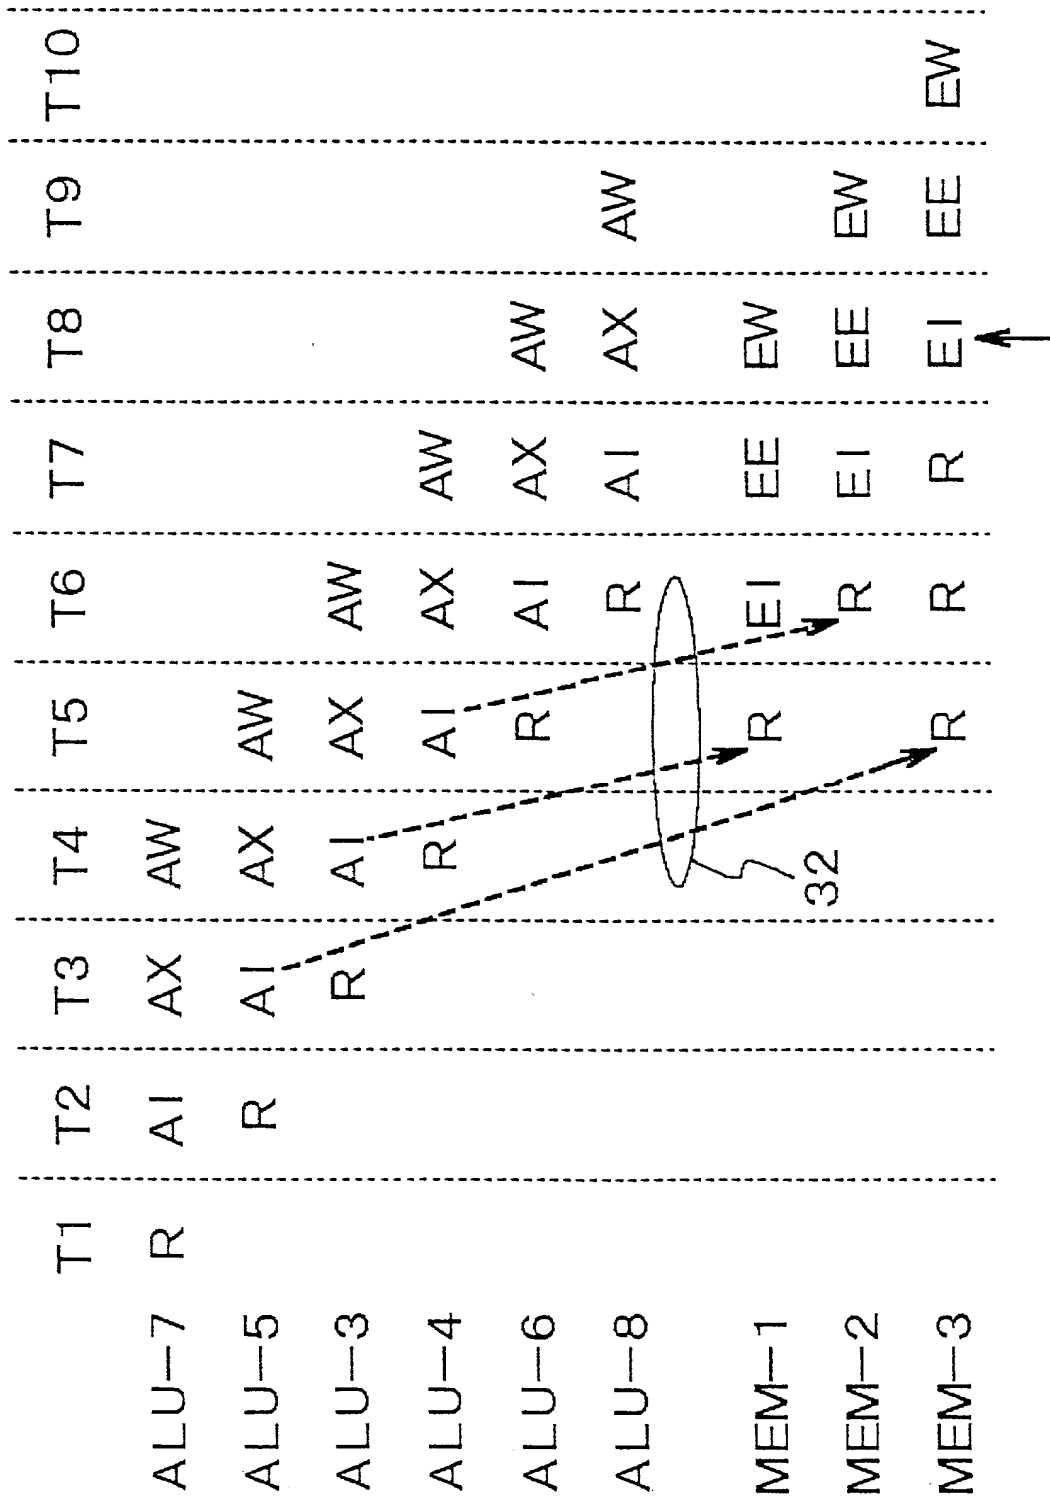 T1 T2 T3 T4 T5 T6 T7 T8 T9 T10
ALU-7 R AI AX AW
ALU-5 R AI AX AW
ALU-3 R AI AX AW
ALU-4 R AI AX AW
ALU-6 R AI AX AW
ALU-8 R AI AX AW
32
MEM-1 R EI EE EW
MEM-2 R EI EE EW
MEM-3 R R R EI EE EW